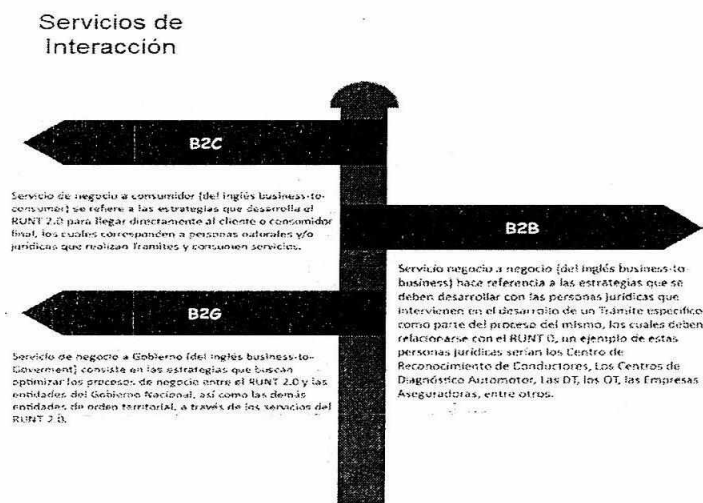 Servicios de
Interacción
B2C
Servicio de negocio a consumidor (del inglés business-to-
consumer) se refiere a las estrategias que desarrolla el
RUNT 2.0 para llegar directamente al cliente o consumidor
final, los cuales corresponden a personas naturales y/o
jurídicas que realizan Tramites y consumen servicios.
B2B
Servicio negocio a negocio (del inglés business-to
business) hace referencia a las estrategias que se
deben desarrollar con las personas jurídicas que
intervienen en el desarrollo de un Trámite especifico
como parte del proceso del mismo, los cuales deben
relacionarse con el RUNT 0, un ejemplo de estas
personas jurídicas serían los Centro de
Reconocimiento de Conductores, Los Centros de
Diagnóstico Automotor, Las DT, los OT, las Empresas
Aseguradoras, entre otros.
B2G
Servicio de negocio a Gobierno (del inglés business-to-
Goverment) consiste en las estrategias que buscan
optimizar los procesos de negocio entre el RUNT 2.0 y las
entidades del Gobierno Nacional, así como las demás
entidades de orden territorial, a través de los servicios del
RUNT 2.0.